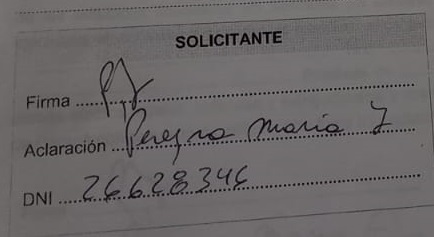 SOLICITANTE
Firma
Aclaración Pereyra Maria J
DNI 26628346